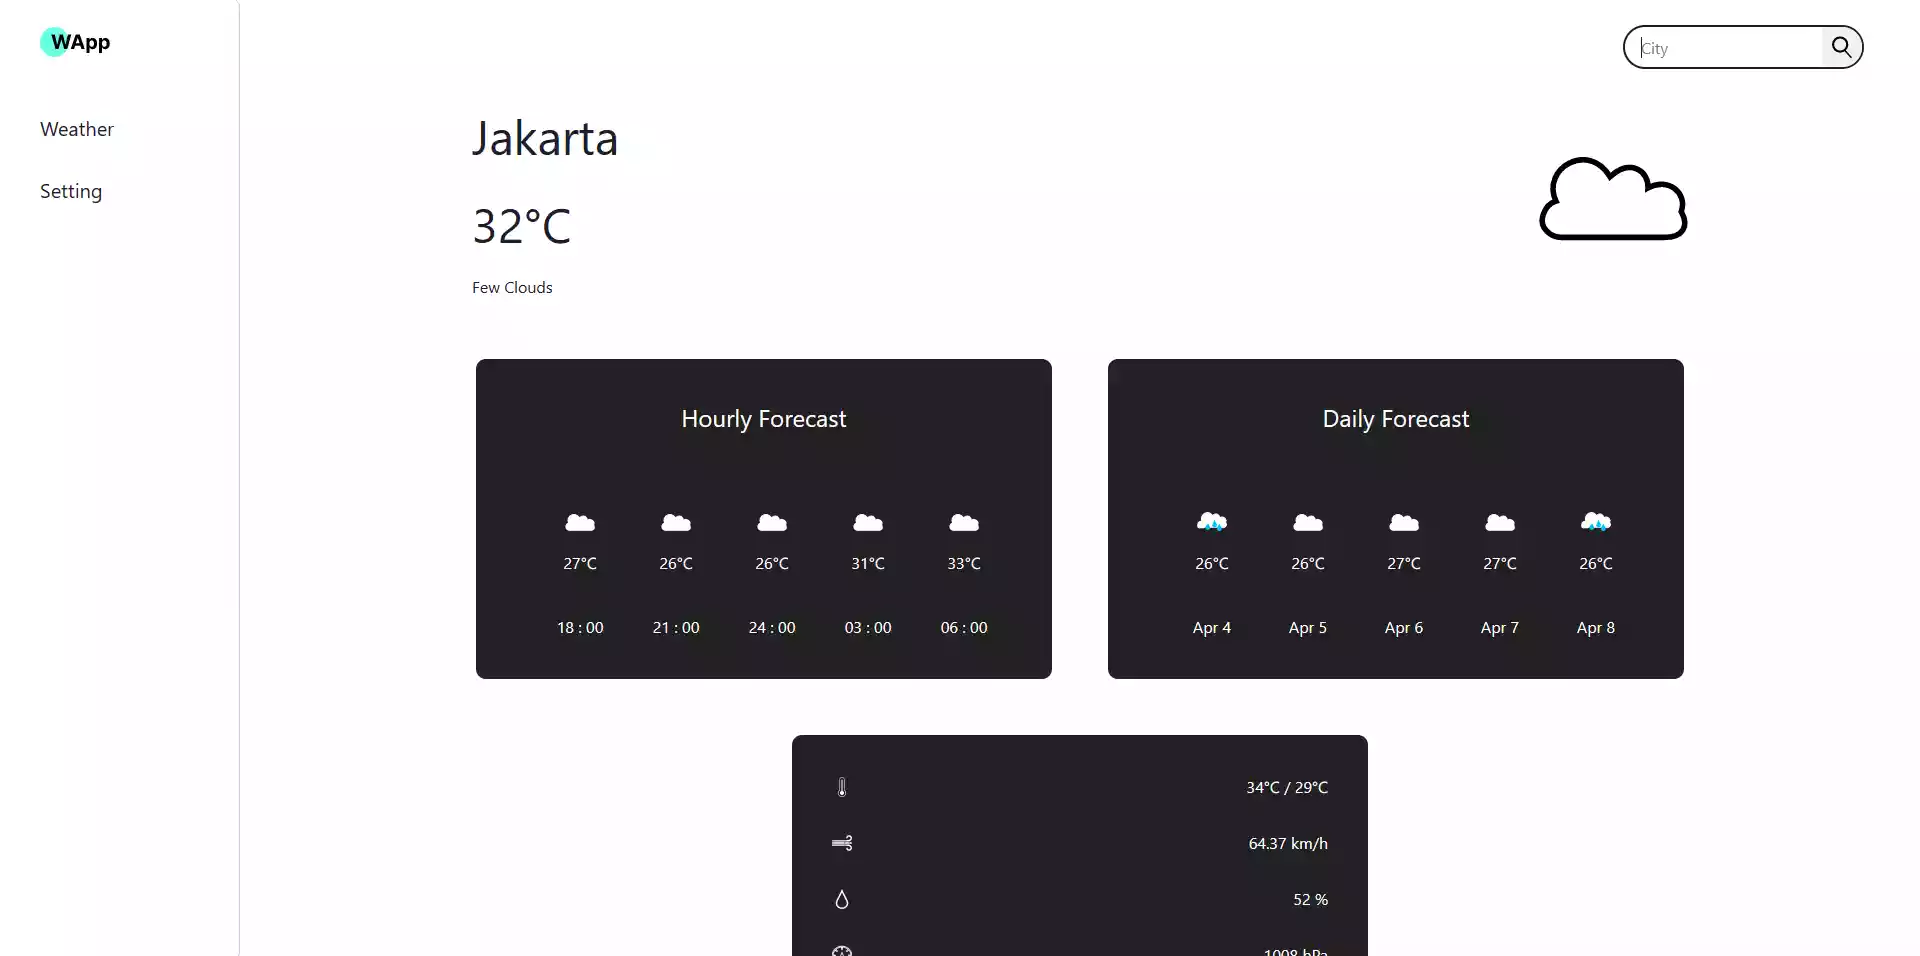 WApp
City
Weather
Setting
Jakarta
32°C
Few Clouds
Hourly Forecast
27°C 26°C 26°C 31°C 33°C
18 : 00 21 : 00 24 : 00 03 : 00 06 : 00
Daily Forecast
26°C 26°C 27°C 27°C 26°C
Apr 4 Apr 5 Apr 6 Apr 7 Apr 8
34°C / 29°C
64.37 km/h
52 %
1008 hPa